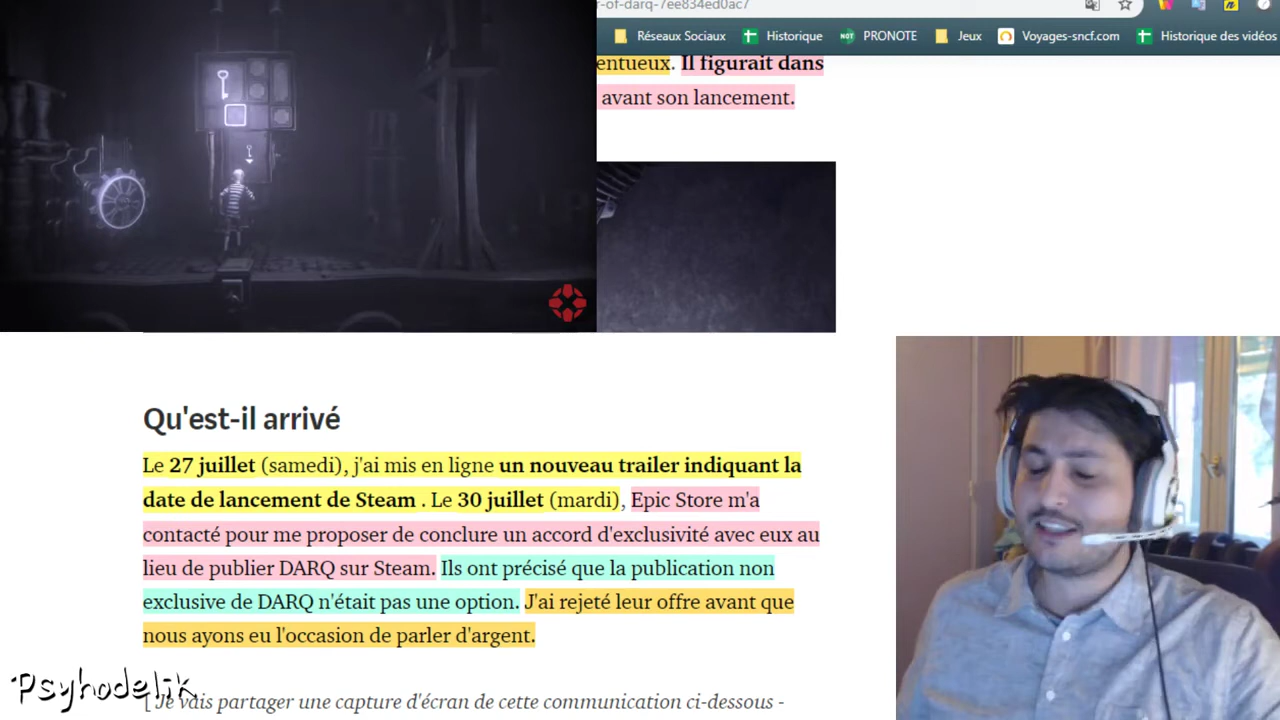 r-of-darq-7ee834ed0ac7
Réseaux Sociaux Historique NOT PRONOTE Jeux Voyages-sncf.com Historique des vidéos
entueux. Il figurait dans
avant son lancement.
Qu'est-il arrivé
Le 27 juillet (samedi), j'ai mis en ligne un nouveau trailer indiquant la
date de lancement de Steam . Le 30 juillet (mardi), Epic Store m'a
contacté pour me proposer de conclure un accord d'exclusivité avec eux au
lieu de publier DARQ sur Steam. Ils ont précisé que la publication non
exclusive de DARQ n'était pas une option. J'ai rejeté leur offre avant que
nous ayons eu l'occasion de parler d'argent.
Psyhodelik
[ Je vais partager une capture d'écran de cette communication ci-dessous -